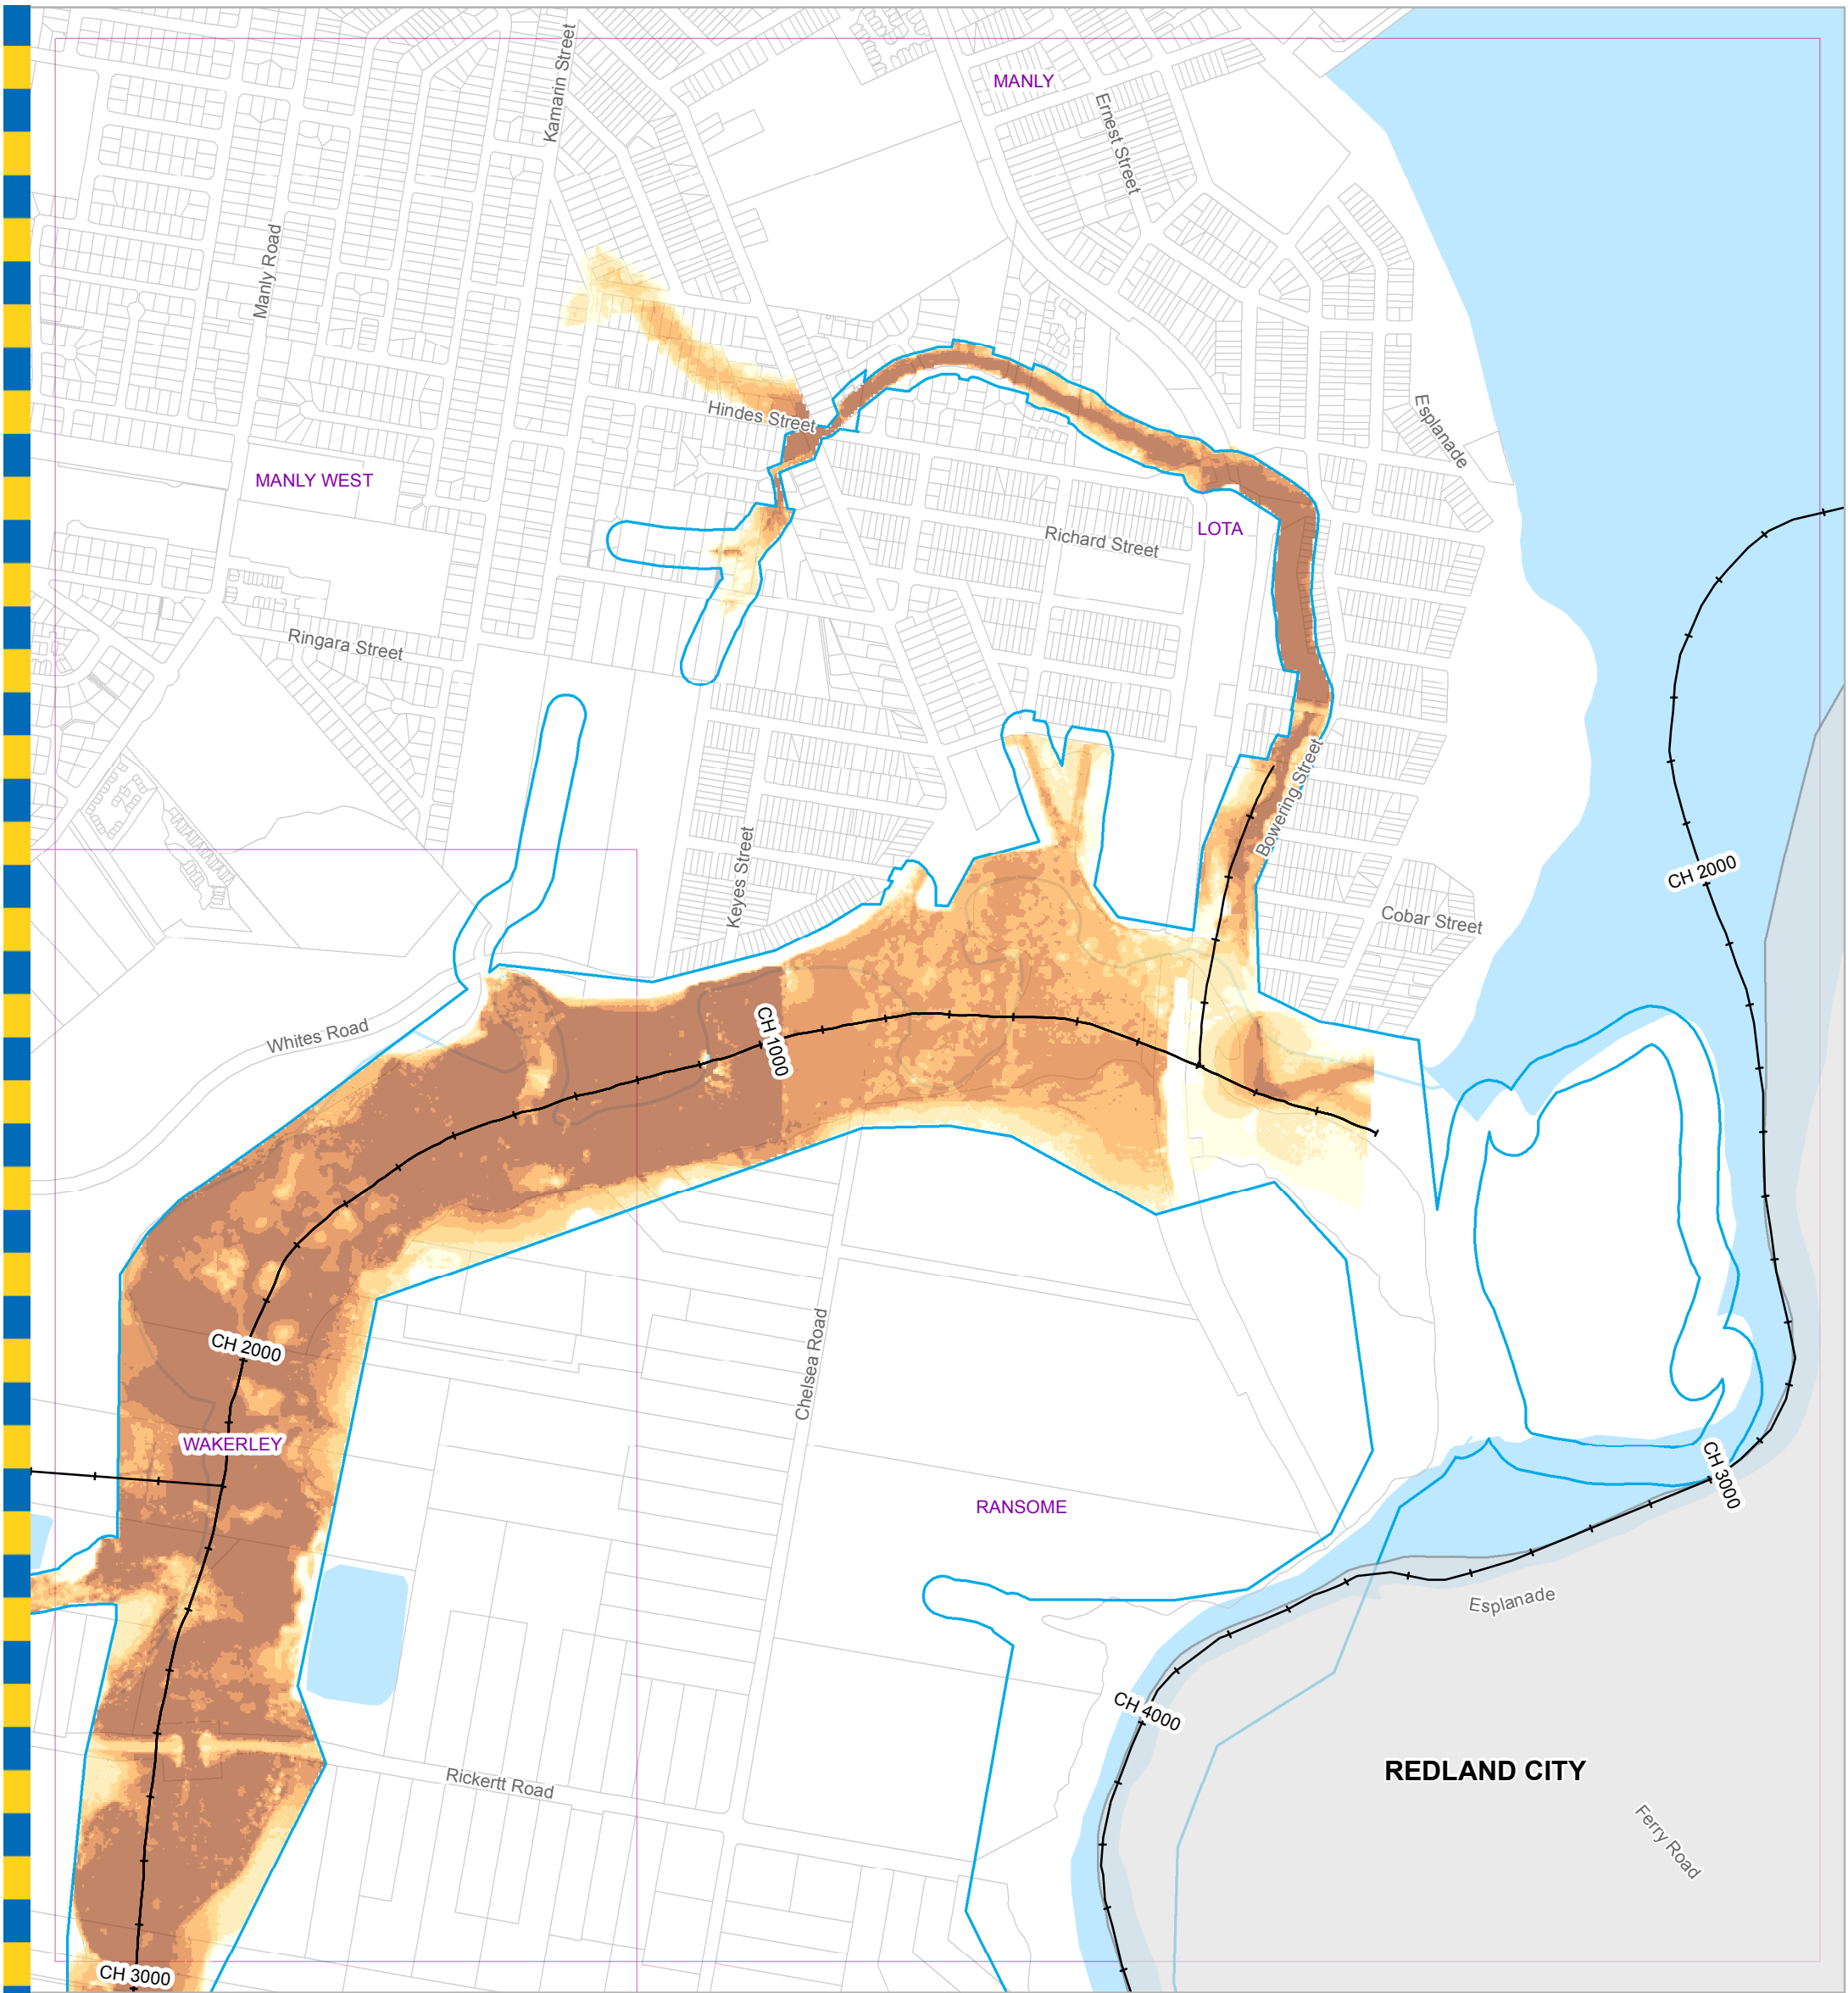 Kamarin Street
MANLY
Ernest Street
Manly Road
Hindes Street
Esplanade
MANLY WEST
Richard Street
LOTA
Ringara Street
Bowering Street
Keyes Street
CH 2000
Cobar Street
Whites Road
CH 1000
CH 2000
Chelsea Road
WAKERLEY
CH 3000
RANSOME
Esplanade
CH 4000
Rickertt Road
REDLAND CITY
Ferry Road
CH 3000